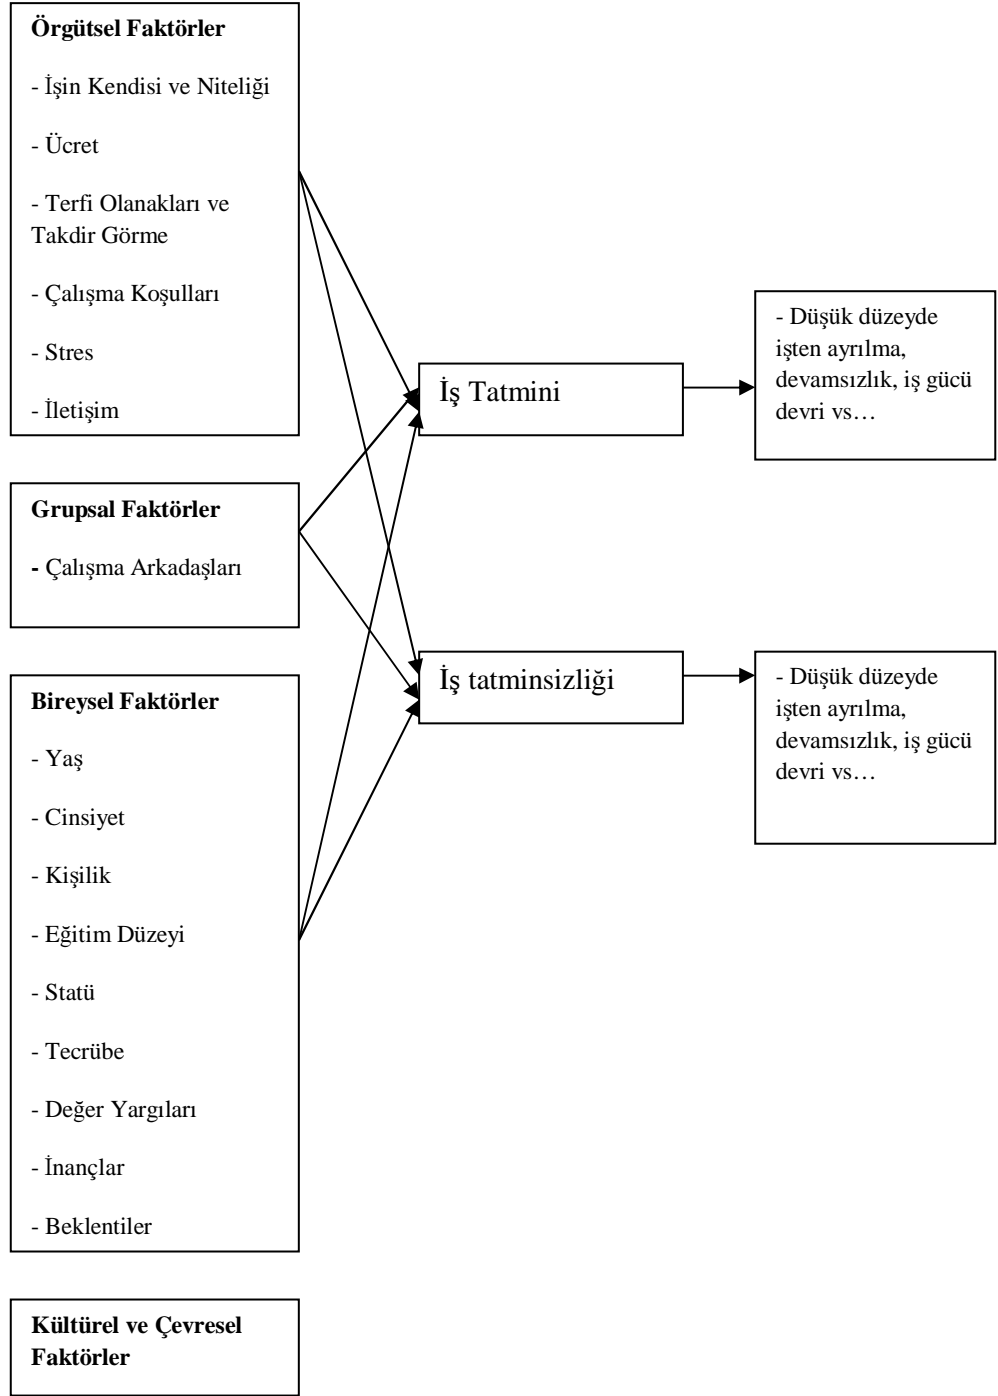 Örgütsel Faktörler
- İşin Kendisi ve Niteliği
- Ücret
- Terfi Olanakları ve
Takdir Görme
- Çalışma Koşulları
- Stres
- İletişim
Grupsal Faktörler
- Çalışma Arkadaşları
Bireysel Faktörler
- Yaş
- Cinsiyet
- Kişilik
- Eğitim Düzeyi
- Statü
- Tecrübe
- Değer Yargıları
- İnançlar
- Beklentiler
Kültürel ve Çevresel
Faktörler
İş Tatmini
İş tatminsizliği
- Düşük düzeyde
işten ayrılma,
devamsızlık, iş gücü
devri vs…
- Düşük düzeyde
işten ayrılma,
devamsızlık, iş gücü
devri vs…